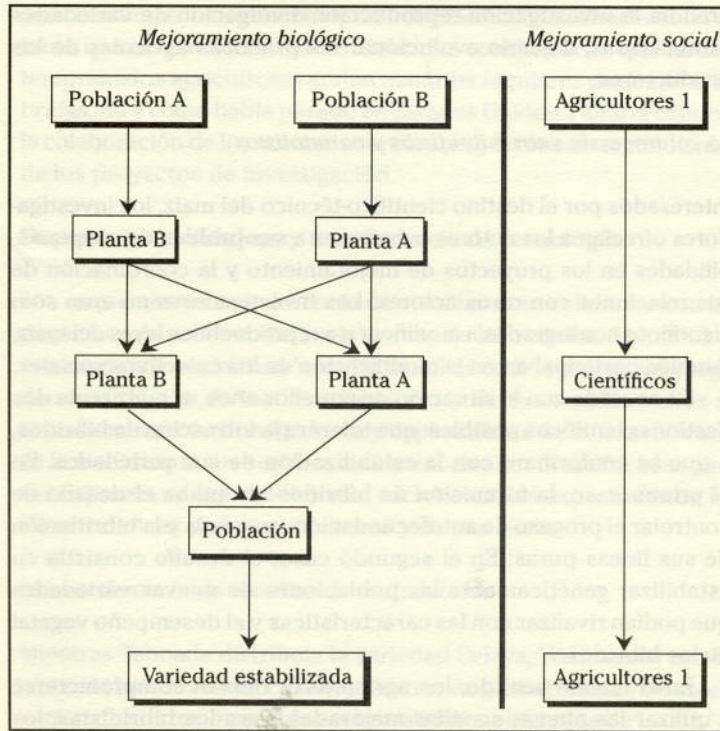 Mejoramiento biológico Mejoramiento social
Población A Población B Agricultores 1
Planta B Planta A
Planta B Planta A Científicos
Población
Variedad estabilizada Agricultores 1